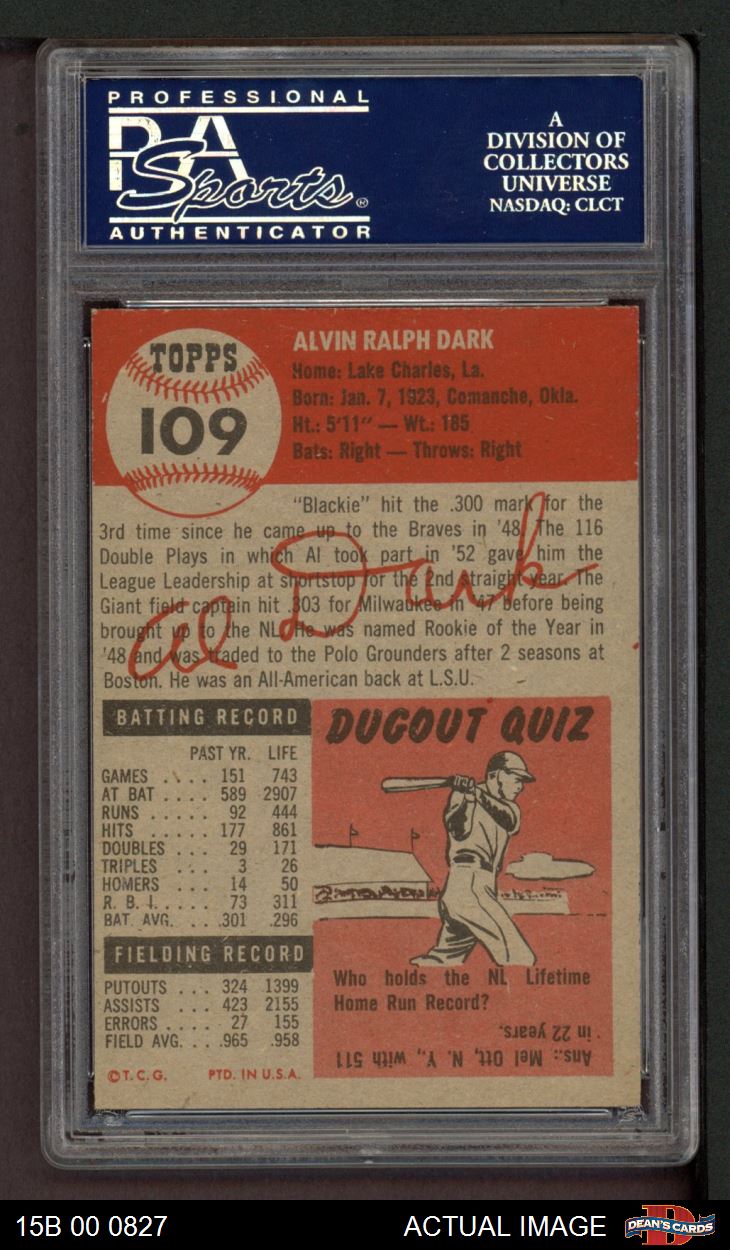 PROFESSIONAL
PSA
Sports®
AUTHENTICATOR
A
DIVISION OF
COLLECTORS
UNIVERSE
NASDAQ: CLCT
TOPPS
109
ALVIN RALPH DARK
Home: Lake Charles, La.
Born: Jan. 7, 1923, Comanche, Okla.
Ht.: 5'11" — Wt.: 185
Bats: Right — Throws: Right
"Blackie" hit the .300 mark for the
3rd time since he came up to the Braves in '48. The 116
Double Plays in which Al took part in '52 gave him the
League Leadership at shortstop for the 2nd straight year. The
Giant field captain hit .303 for Milwaukee in '47 before being
brought up to the NL. He was named Rookie of the Year in
'48 and was traded to the Polo Grounders after 2 seasons at
Boston. He was an All-American back at L.S.U.
Al Dark
BATTING RECORD
PAST YR. LIFE
GAMES .... 151 743
AT BAT .... 589 2907
RUNS ..... 92 444
HITS ..... 177 861
DOUBLES ... 29 171
TRIPLES ... 3 26
HOMERS ... 14 50
R. B. I. .... 73 311
BAT. AVG. ... .301 .296
FIELDING RECORD
PUTOUTS ... 324 1399
ASSISTS ... 423 2155
ERRORS .... 27 155
FIELD AVG. ... .965 .958
©T.C.G. PTD. IN U.S.A.
DUGOUT QUIZ
Who holds the NL Lifetime
Home Run Record?
Ans.: Mel Ott, N. Y., with 511
in 22 years.
15B 00 0827
ACTUAL IMAGE
D
DEAN'S CARDS